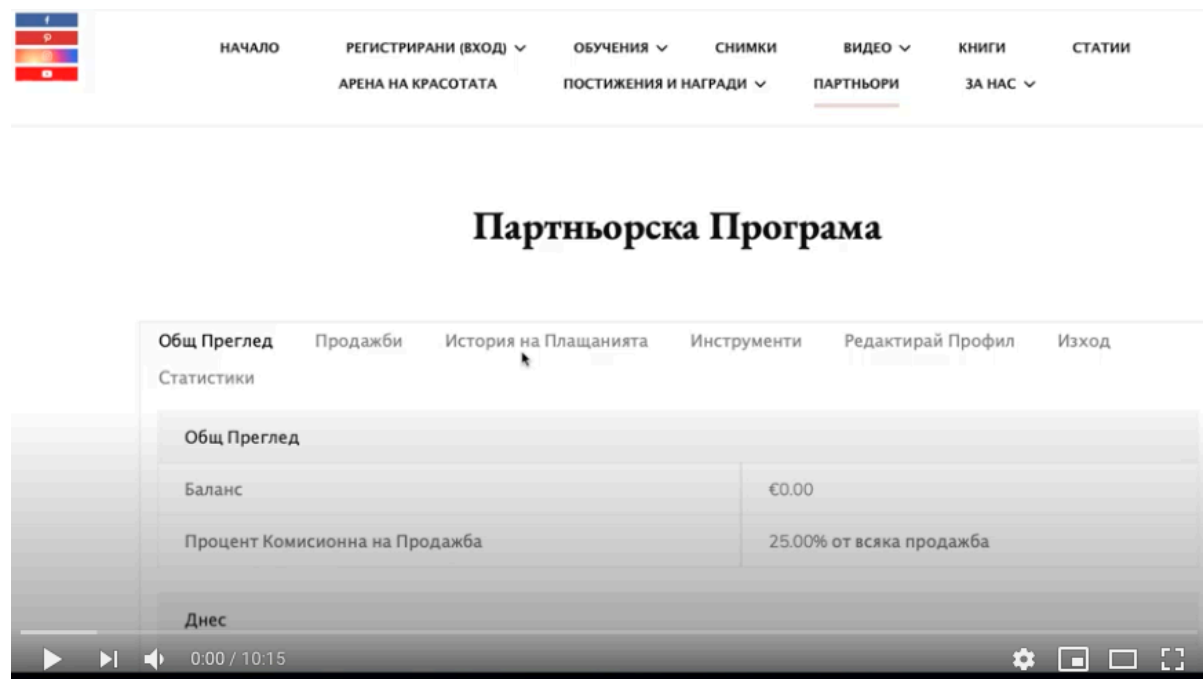 НАЧАЛО РЕГИСТРИРАНИ (ВХОД) ОБУЧЕНИЯ СНИМКИ ВИДЕО КНИГИ СТАТИИ
АРЕНА НА КРАСОТАТА ПОСТИЖЕНИЯ И НАГРАДИ ПАРТНЬОРИ ЗА НАС
Партньорска Програма
Общ Преглед Продажби История на Плащанията Инструменти Редактирай Профил Изход
Статистики
Общ Преглед
Баланс €0.00
Процент Комисионна на Продажба 25.00% от всяка продажба
Днес
0:00 / 10:15